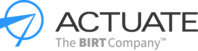 ACTUATE
The BIRT Company™